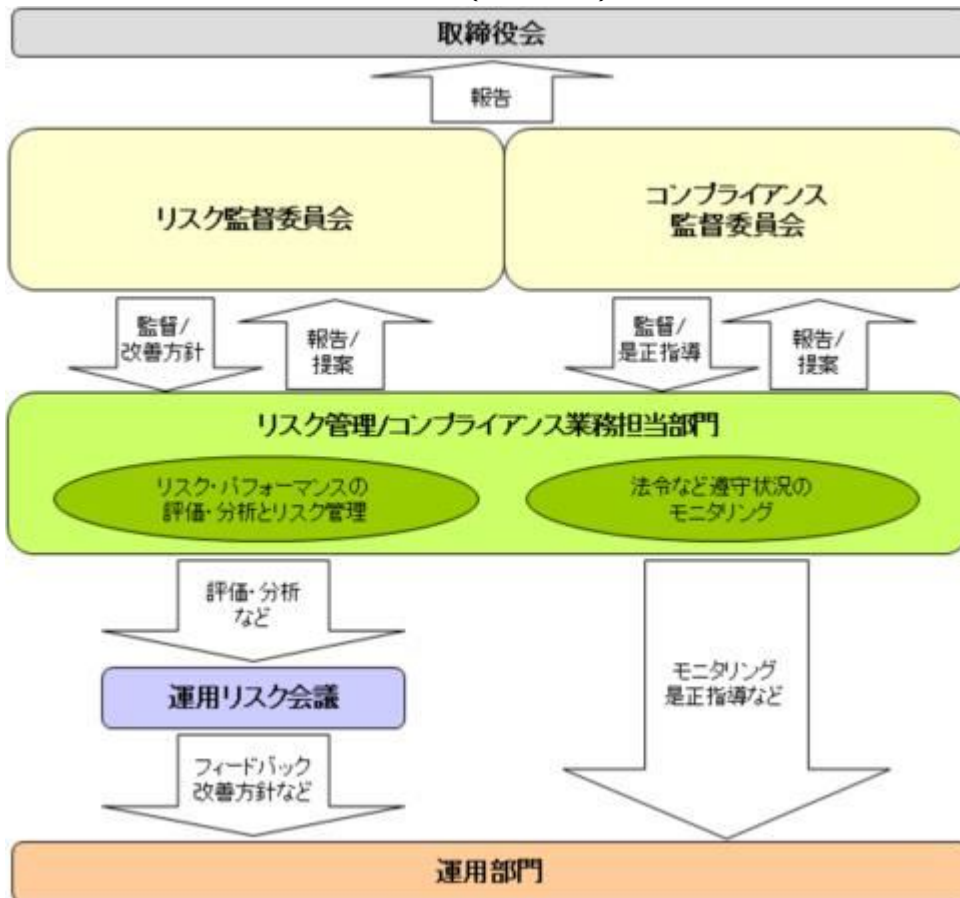 取締役会
報告
リスク監督委員会
コンプライアンス
監督委員会
監督/
改善方針
報告/
提案
監督/
是正指導
報告/
提案
リスク管理/コンプライアンス業務担当部門
リスク・パフォーマンスの
評価・分析とリスク管理
法令など遵守状況の
モニタリング
評価・分析
など
運用リスク会議
フィードバック
改善方針など
モニタリング
是正指導など
運用部門